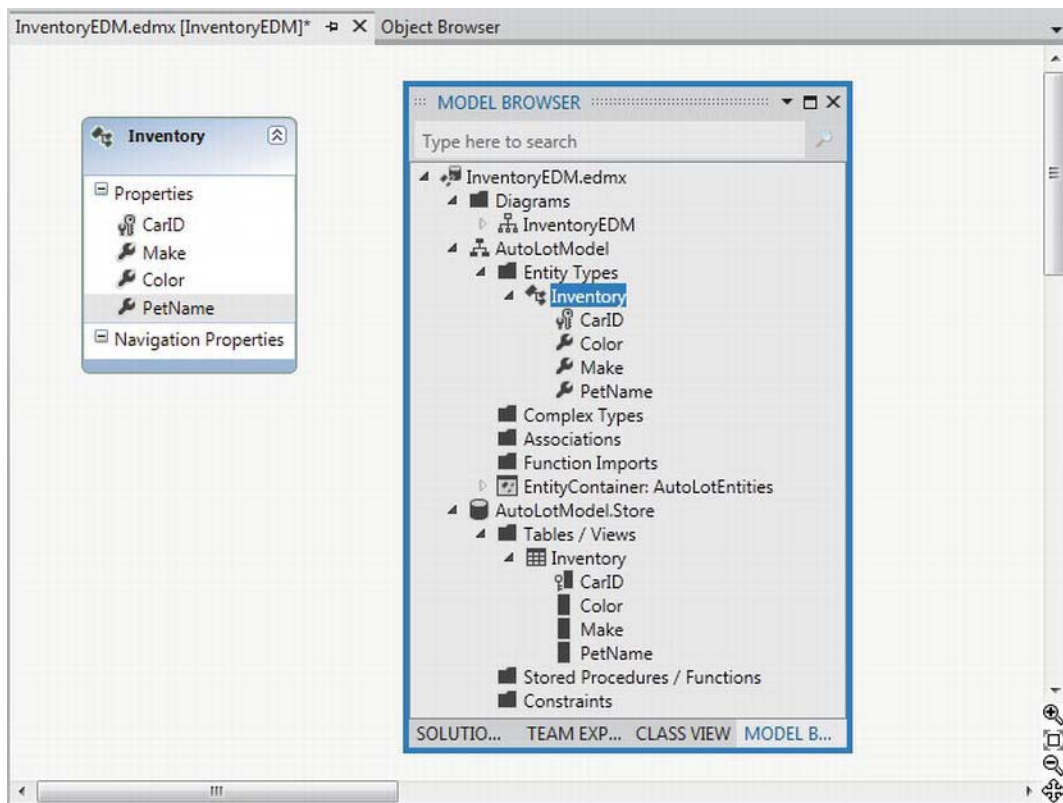 InventoryEDM.edmx [InventoryEDM]* Object Browser
Inventory
Properties
CarID
Make
Color
PetName
Navigation Properties
MODEL BROWSER
Type here to search
InventoryEDM.edmx
Diagrams
InventoryEDM
AutoLotModel
Entity Types
Inventory
CarID
Color
Make
PetName
Complex Types
Associations
Function Imports
EntityContainer: AutoLotEntities
AutoLotModel.Store
Tables / Views
Inventory
CarID
Color
Make
PetName
Stored Procedures / Functions
Constraints
SOLUTIO... TEAM EXP... CLASS VIEW MODEL B...